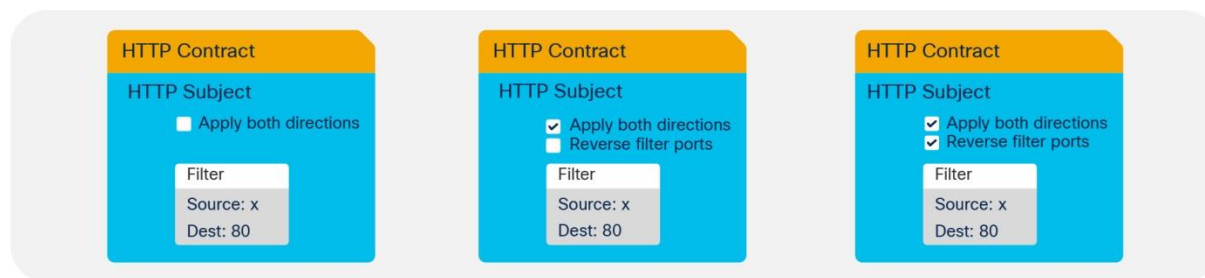 HTTP Contract
HTTP Subject
Apply both directions
Filter
Source: x
Dest: 80
HTTP Contract
HTTP Subject
Apply both directions
Reverse filter ports
Filter
Source: x
Dest: 80
HTTP Contract
HTTP Subject
Apply both directions
Reverse filter ports
Filter
Source: x
Dest: 80